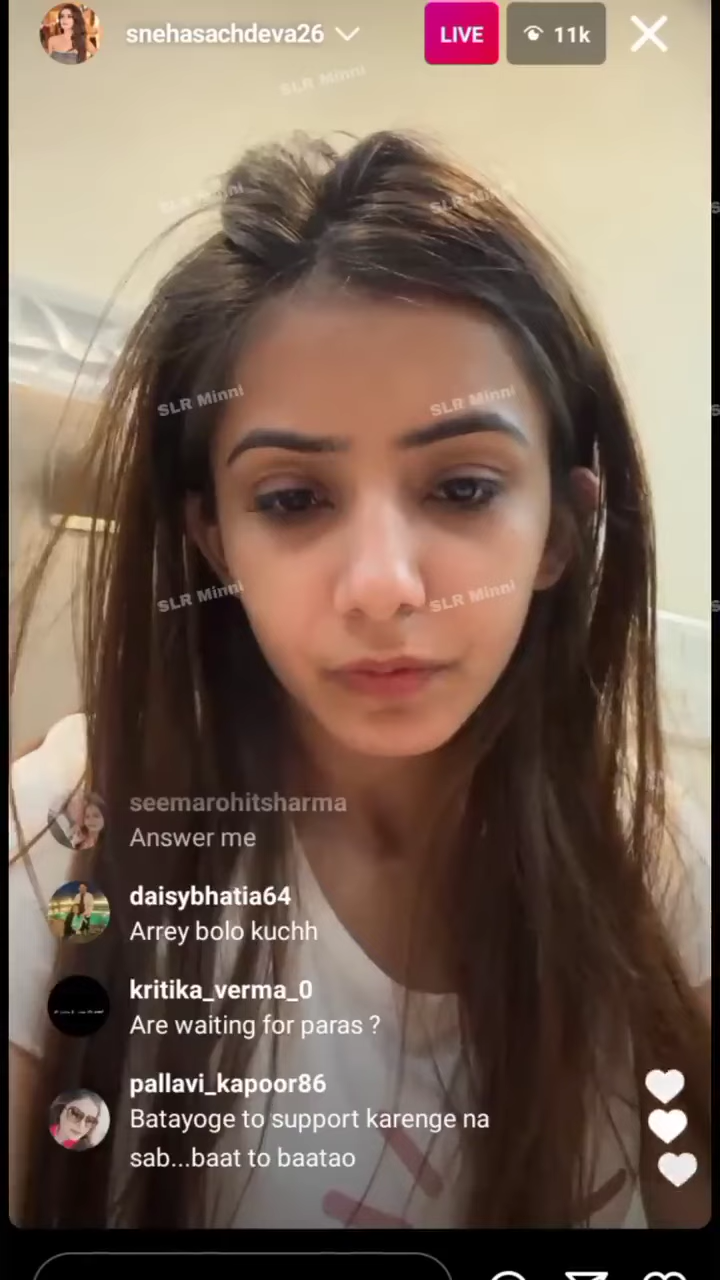 snehasachdeva26
LIVE
11k
SLR Minni
SLR Minni
SLR Minni
SLR Minni
SLR Minni
SLR Minni
SLR Minni
seemarohitsharma
Answer me
daisybhatia64
Arrey bolo kuchh
kritika_verma_0
Are waiting for paras ?
pallavi_kapoor86
Batayoge to support karenge na
sab...baat to baatao